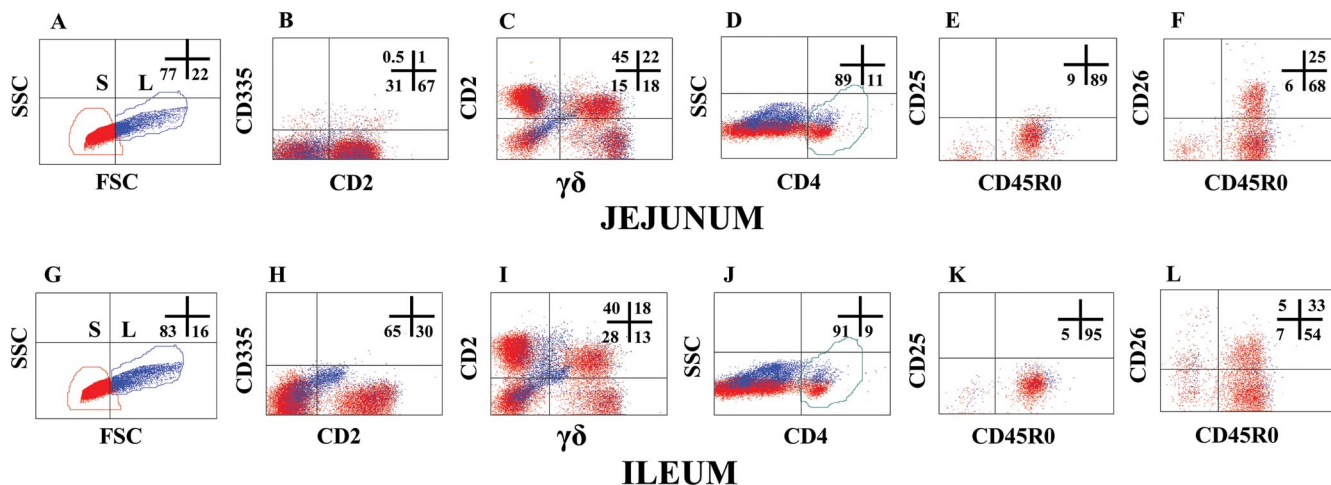 A B C D E F
SSC S L 77 22 FSC
CD335 0.5 1 31 67 CD2
CD2 45 22 15 18 γδ
SSC 89 11 CD4
CD25 9 89 CD45R0
CD26 25 6 68 CD45R0
JEJUNUM
G H I J K L
SSC S L 83 16 FSC
CD335 65 30 CD2
CD2 40 18 28 13 γδ
SSC 91 9 CD4
CD25 5 95 CD45R0
CD26 5 33 7 54 CD45R0
ILEUM